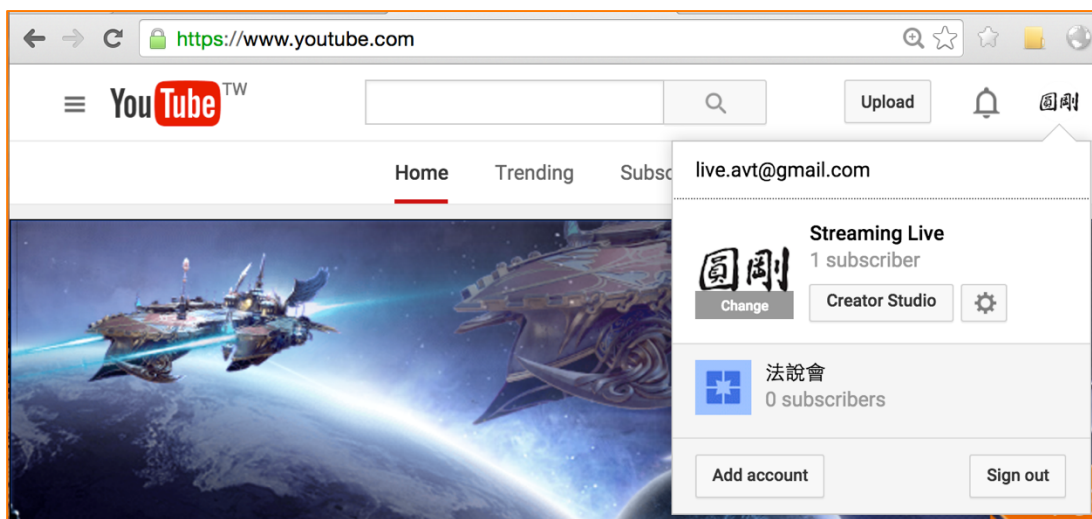 https://www.youtube.com
YouTube TW
Upload
圓剛
Home Trending Subsc
live.avt@gmail.com
圓剛
Change
Streaming Live
1 subscriber
Creator Studio
法說會
0 subscribers
Add account
Sign out